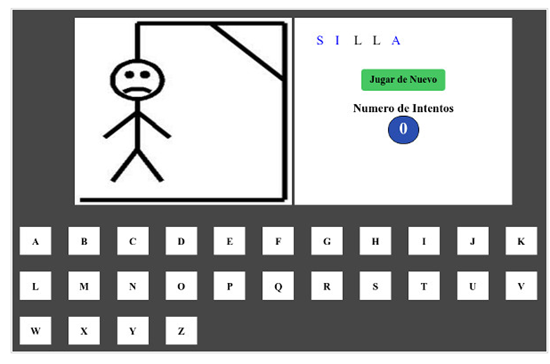 S I L L A
Jugar de Nuevo
Numero de Intentos
0
A B C D E F G H I J K
L M N O P Q R S T U V
W X Y Z